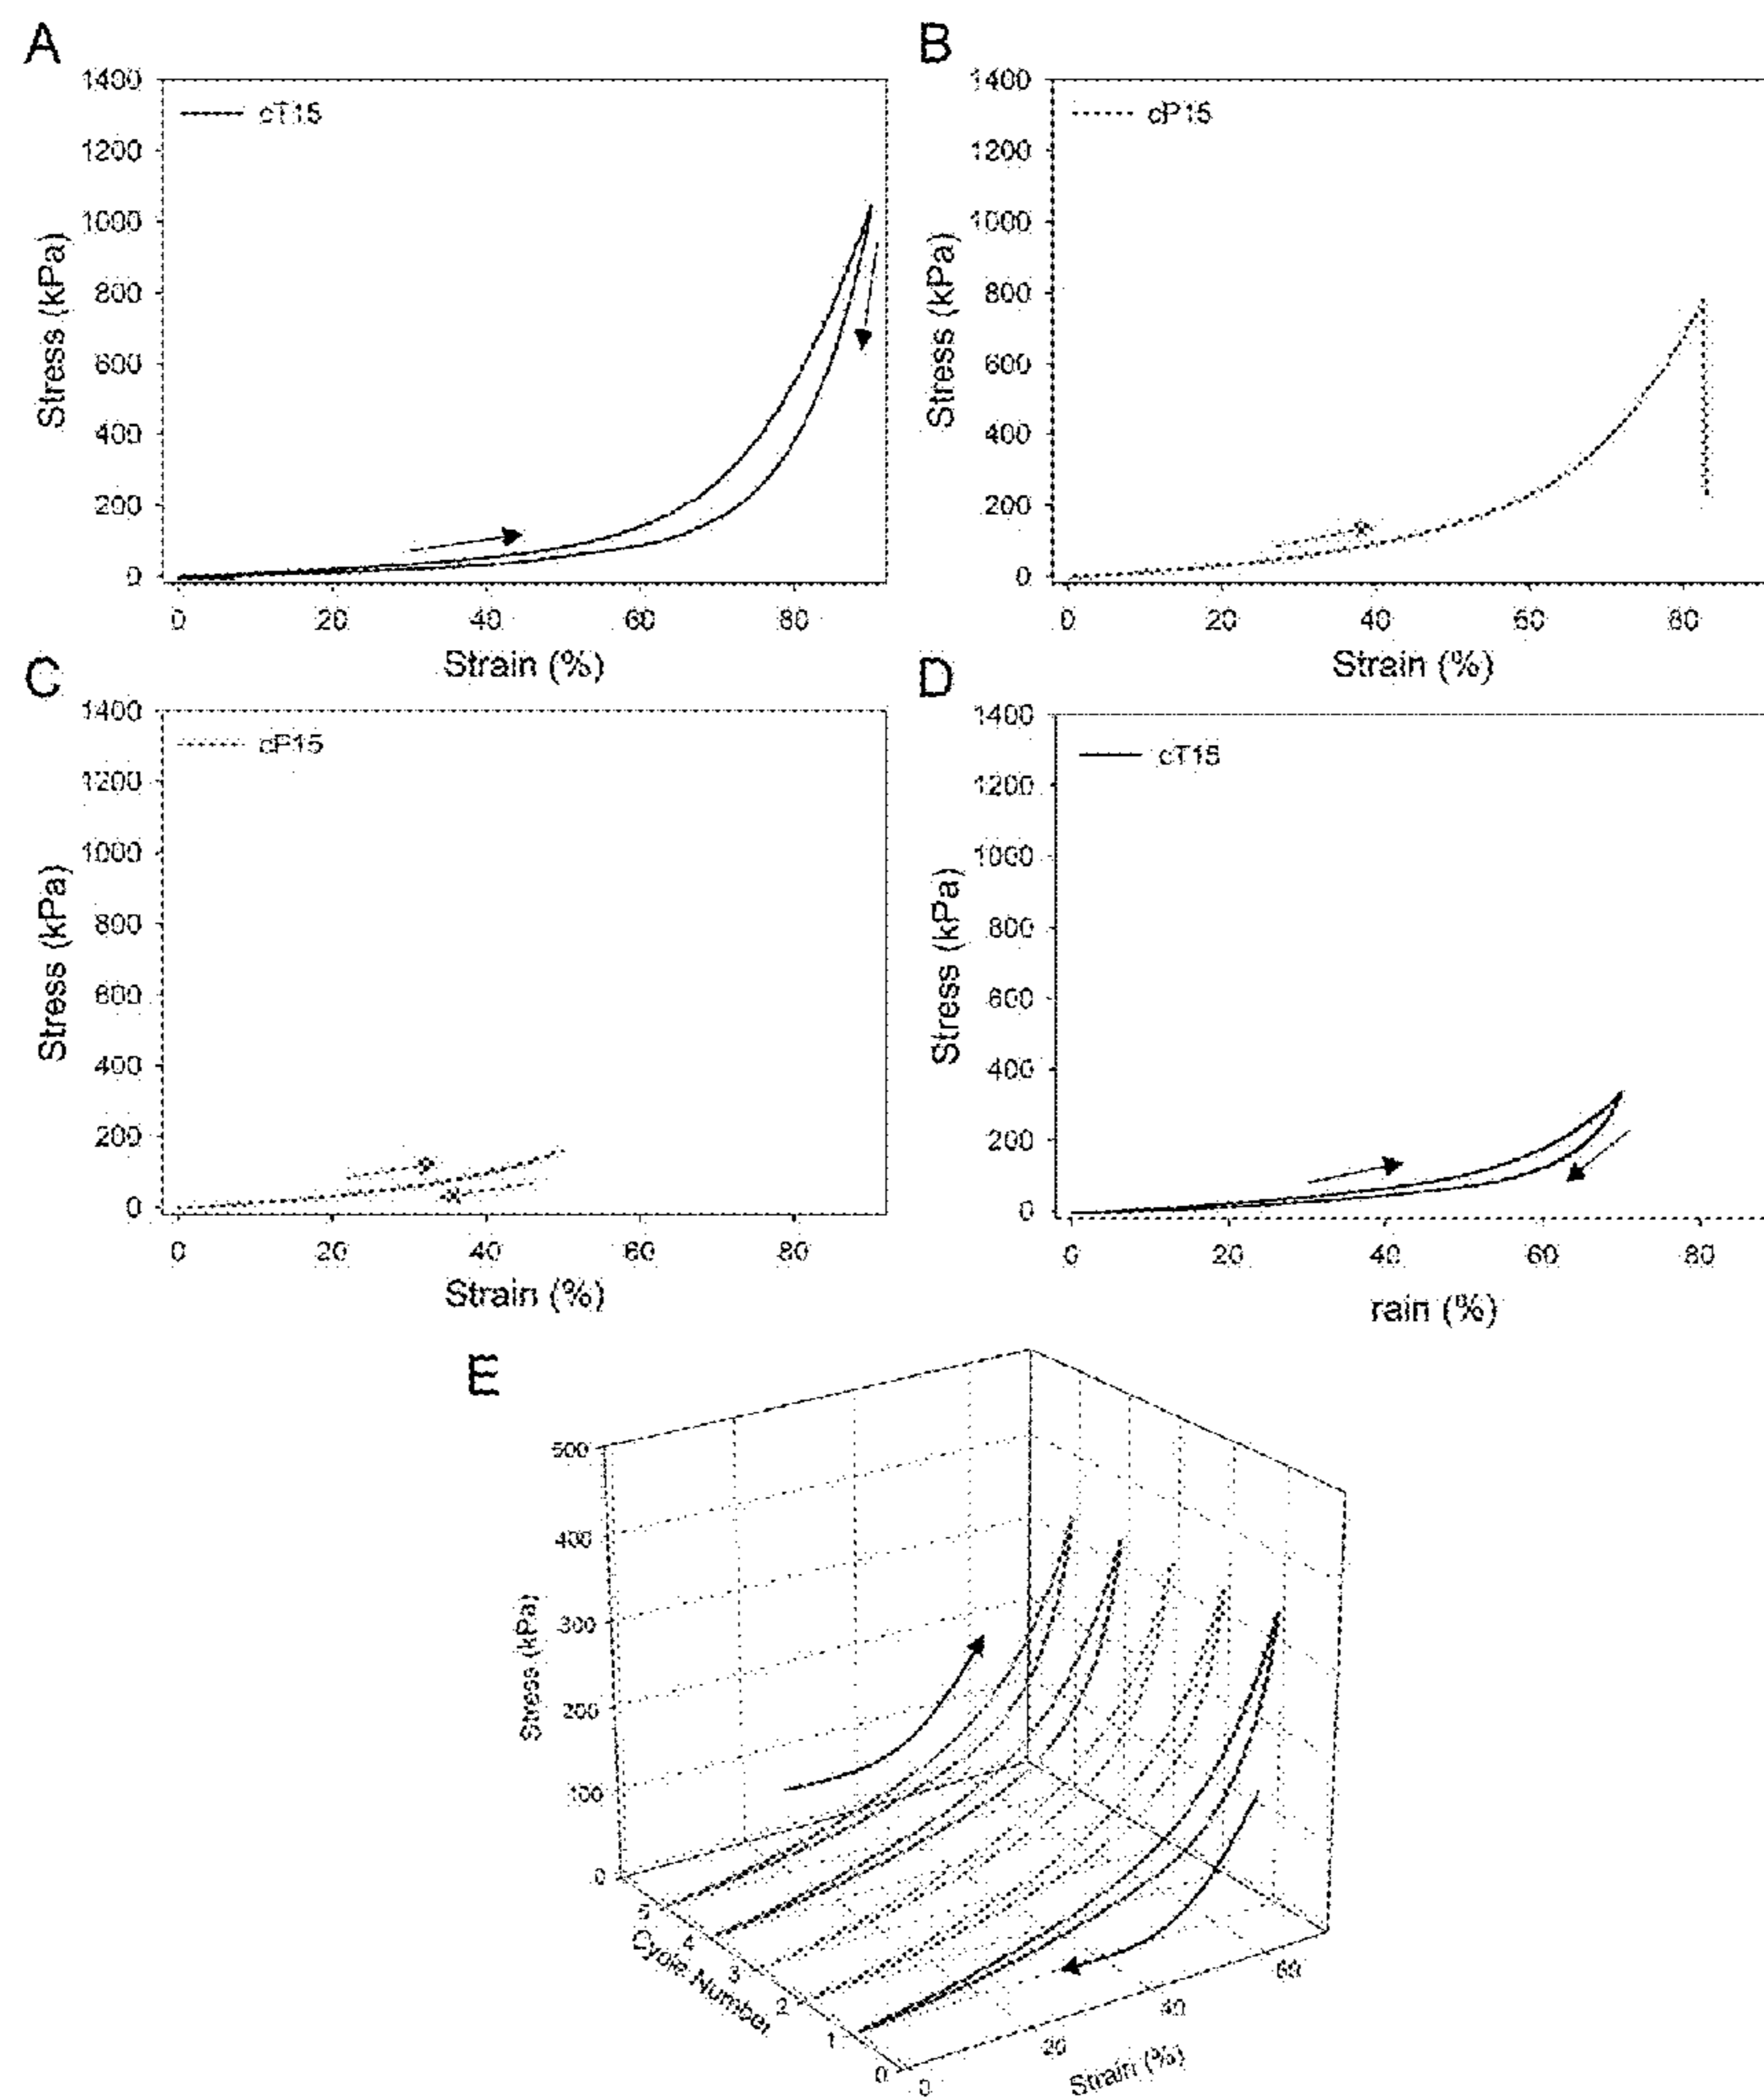 A
1400
1200
1000
800
600
400
200
0
Stress (kPa)
cT15
0 20 40 60 80
Strain (%)
B
1400
1200
1000
800
600
400
200
0
Stress (kPa)
cP15
0 20 40 60 80
Strain (%)
C
1400
1200
1000
800
600
400
200
0
Stress (kPa)
cP15
0 20 40 60 80
Strain (%)
D
1400
1200
1000
800
600
400
200
0
Stress (kPa)
cT15
0 20 40 60 80
rain (%)
E
500
400
300
200
100
0
Stress (kPa)
5
4
3
2
1
0
Cycle Number
0
20
40
60
Strain (%)